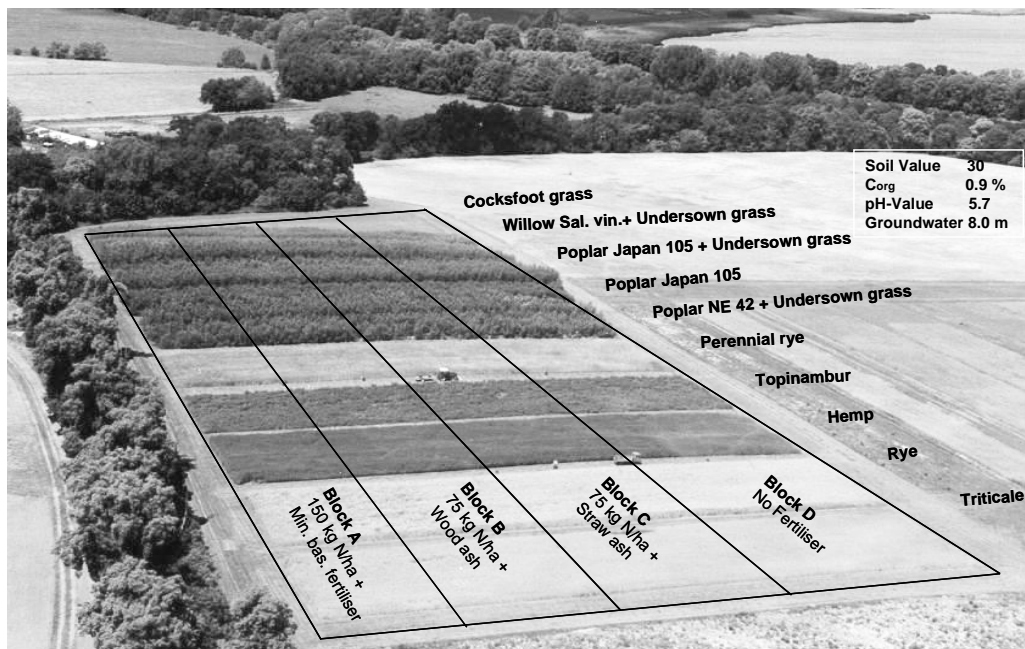 Soil Value 30
Corg 0.9 %
pH-Value 5.7
Groundwater 8.0 m
Cocksfoot grass
Willow Sal. vin.+ Undersown grass
Poplar Japan 105 + Undersown grass
Poplar Japan 105
Poplar NE 42 + Undersown grass
Perennial rye
Topinambur
Hemp
Rye
Triticale
Block A
150 kg N/ha +
Min. bas. fertiliser
Block B
75 kg N/ha +
Wood ash
Block C
75 kg N/ha +
Straw ash
Block D
No Fertiliser